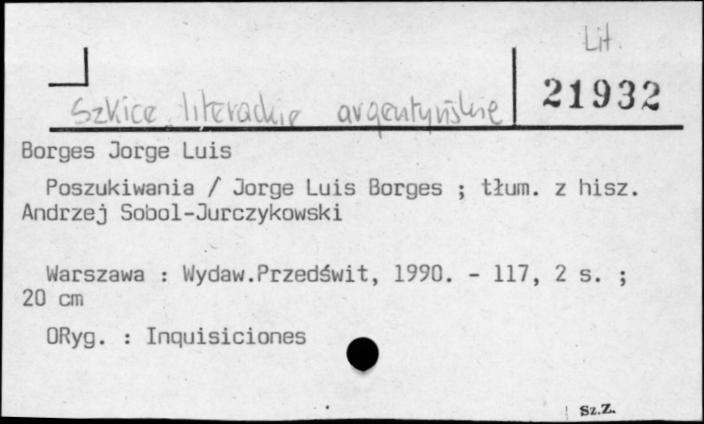 Lit.
21932
Szkice literackie argentyńskie
Borges Jorge Luis
Poszukiwania / Jorge Luis Borges ; tłum. z hisz.
Andrzej Sobol-Jurczykowski
Warszawa : Wydaw.Przedświt, 1990. - 117, 2 s. ;
20 cm
ORyg. : Inquisiciones
Sz.Z.